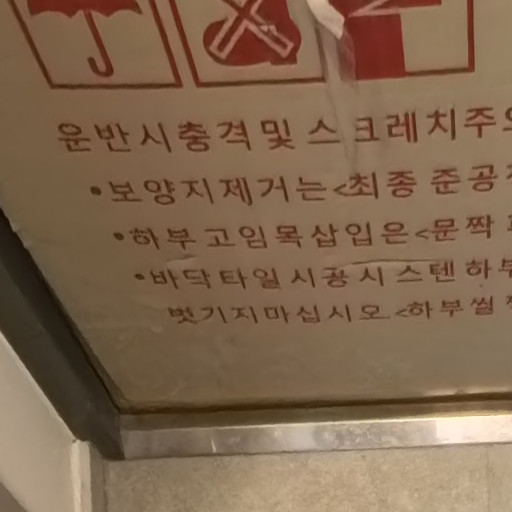 운반시충격및 스크레치주의
•보양지제거는<최종 준공
•하부고임목삽입은<문짝
•바닥타일시공시 스텐하부
벗기지마십시오.<하부씰